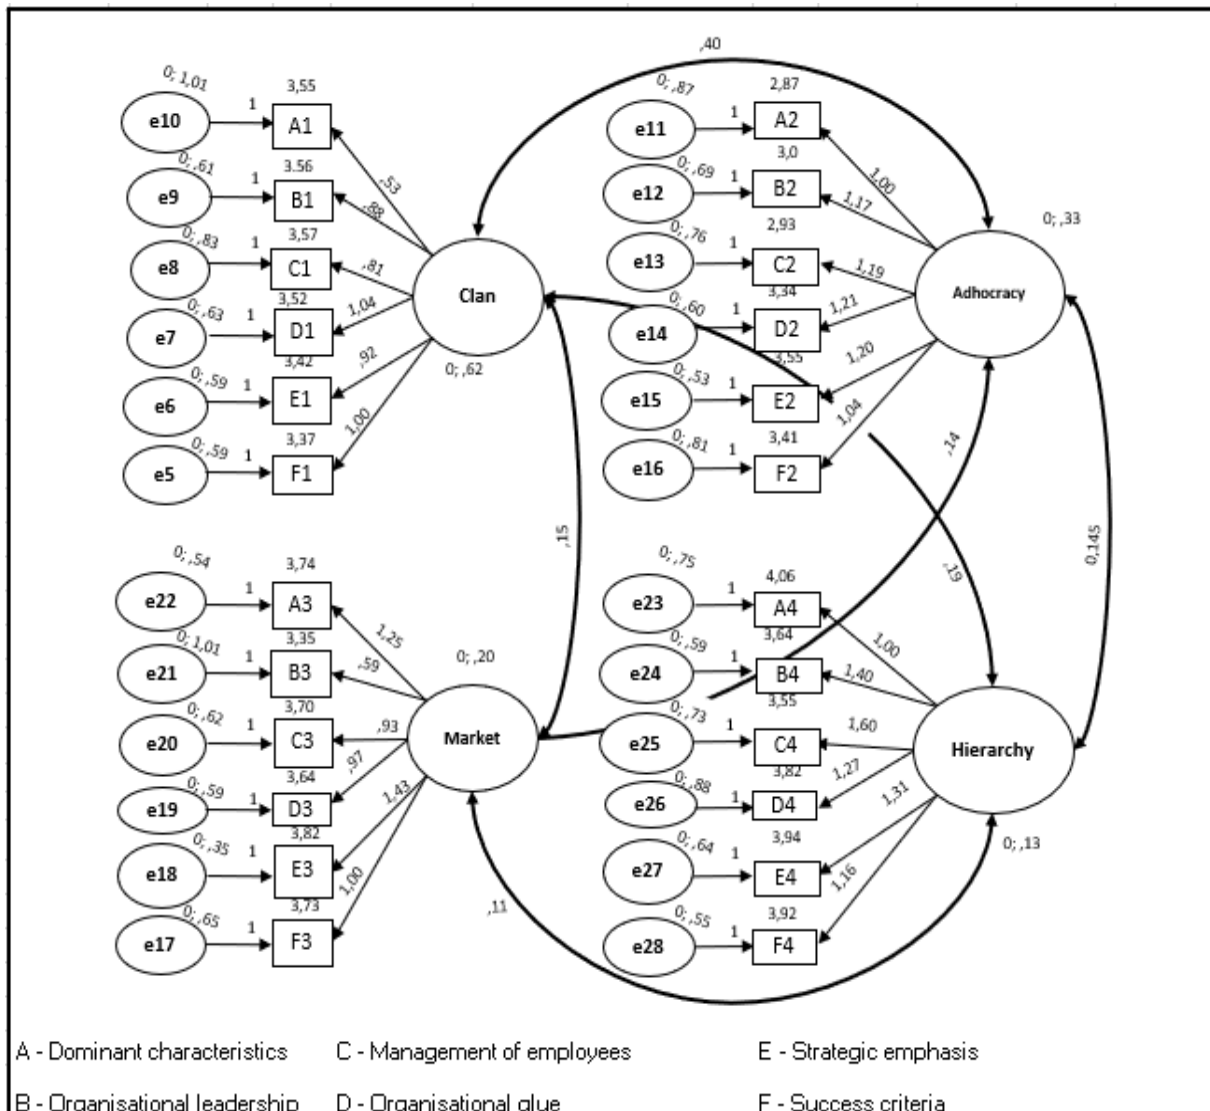 ,40
0; 1,01
3,55
e10
1
A1
,53
0; ,61
3.56
e9
1
B1
,88
0; ,83
3,57
e8
1
C1
,81
0; ,63
3,52
e7
1
D1
1,04
0; ,59
3,42
e6
1
E1
,92
0; ,59
3,37
e5
1
F1
1,00
Clan
0; ,62
0; ,87
2,87
e11
1
A2
1,00
0; ,69
3,0
e12
1
B2
1,17
0; ,76
2,93
e13
1
C2
1,19
0; ,60
3,34
e14
1
D2
1,21
0; ,53
3,55
e15
1
E2
1,20
0; ,81
3,41
e16
1
F2
1,04
Adhocracy
0; ,33
,15
,14
,19
0,145
0; ,54
3,74
e22
1
A3
1,25
0; 1,01
3,35
e21
1
B3
,59
0; ,62
3,70
e20
1
C3
,93
0; ,59
3,64
e19
1
D3
,97
0; ,35
3,82
e18
1
E3
1,43
0; ,65
3,73
e17
1
F3
1,00
Market
0; ,20
0; ,75
4,06
e23
1
A4
1,00
0; ,59
3,64
e24
1
B4
1,40
0; ,73
3,55
e25
1
C4
1,60
0; ,88
3,82
e26
1
D4
1,27
0; ,64
3,94
e27
1
E4
1,31
0; ,55
3,92
e28
1
F4
1,16
Hierarchy
0; ,13
,11
A - Dominant characteristics C - Management of employees E - Strategic emphasis
B - Organisational leadership D - Organisational glue F - Success criteria